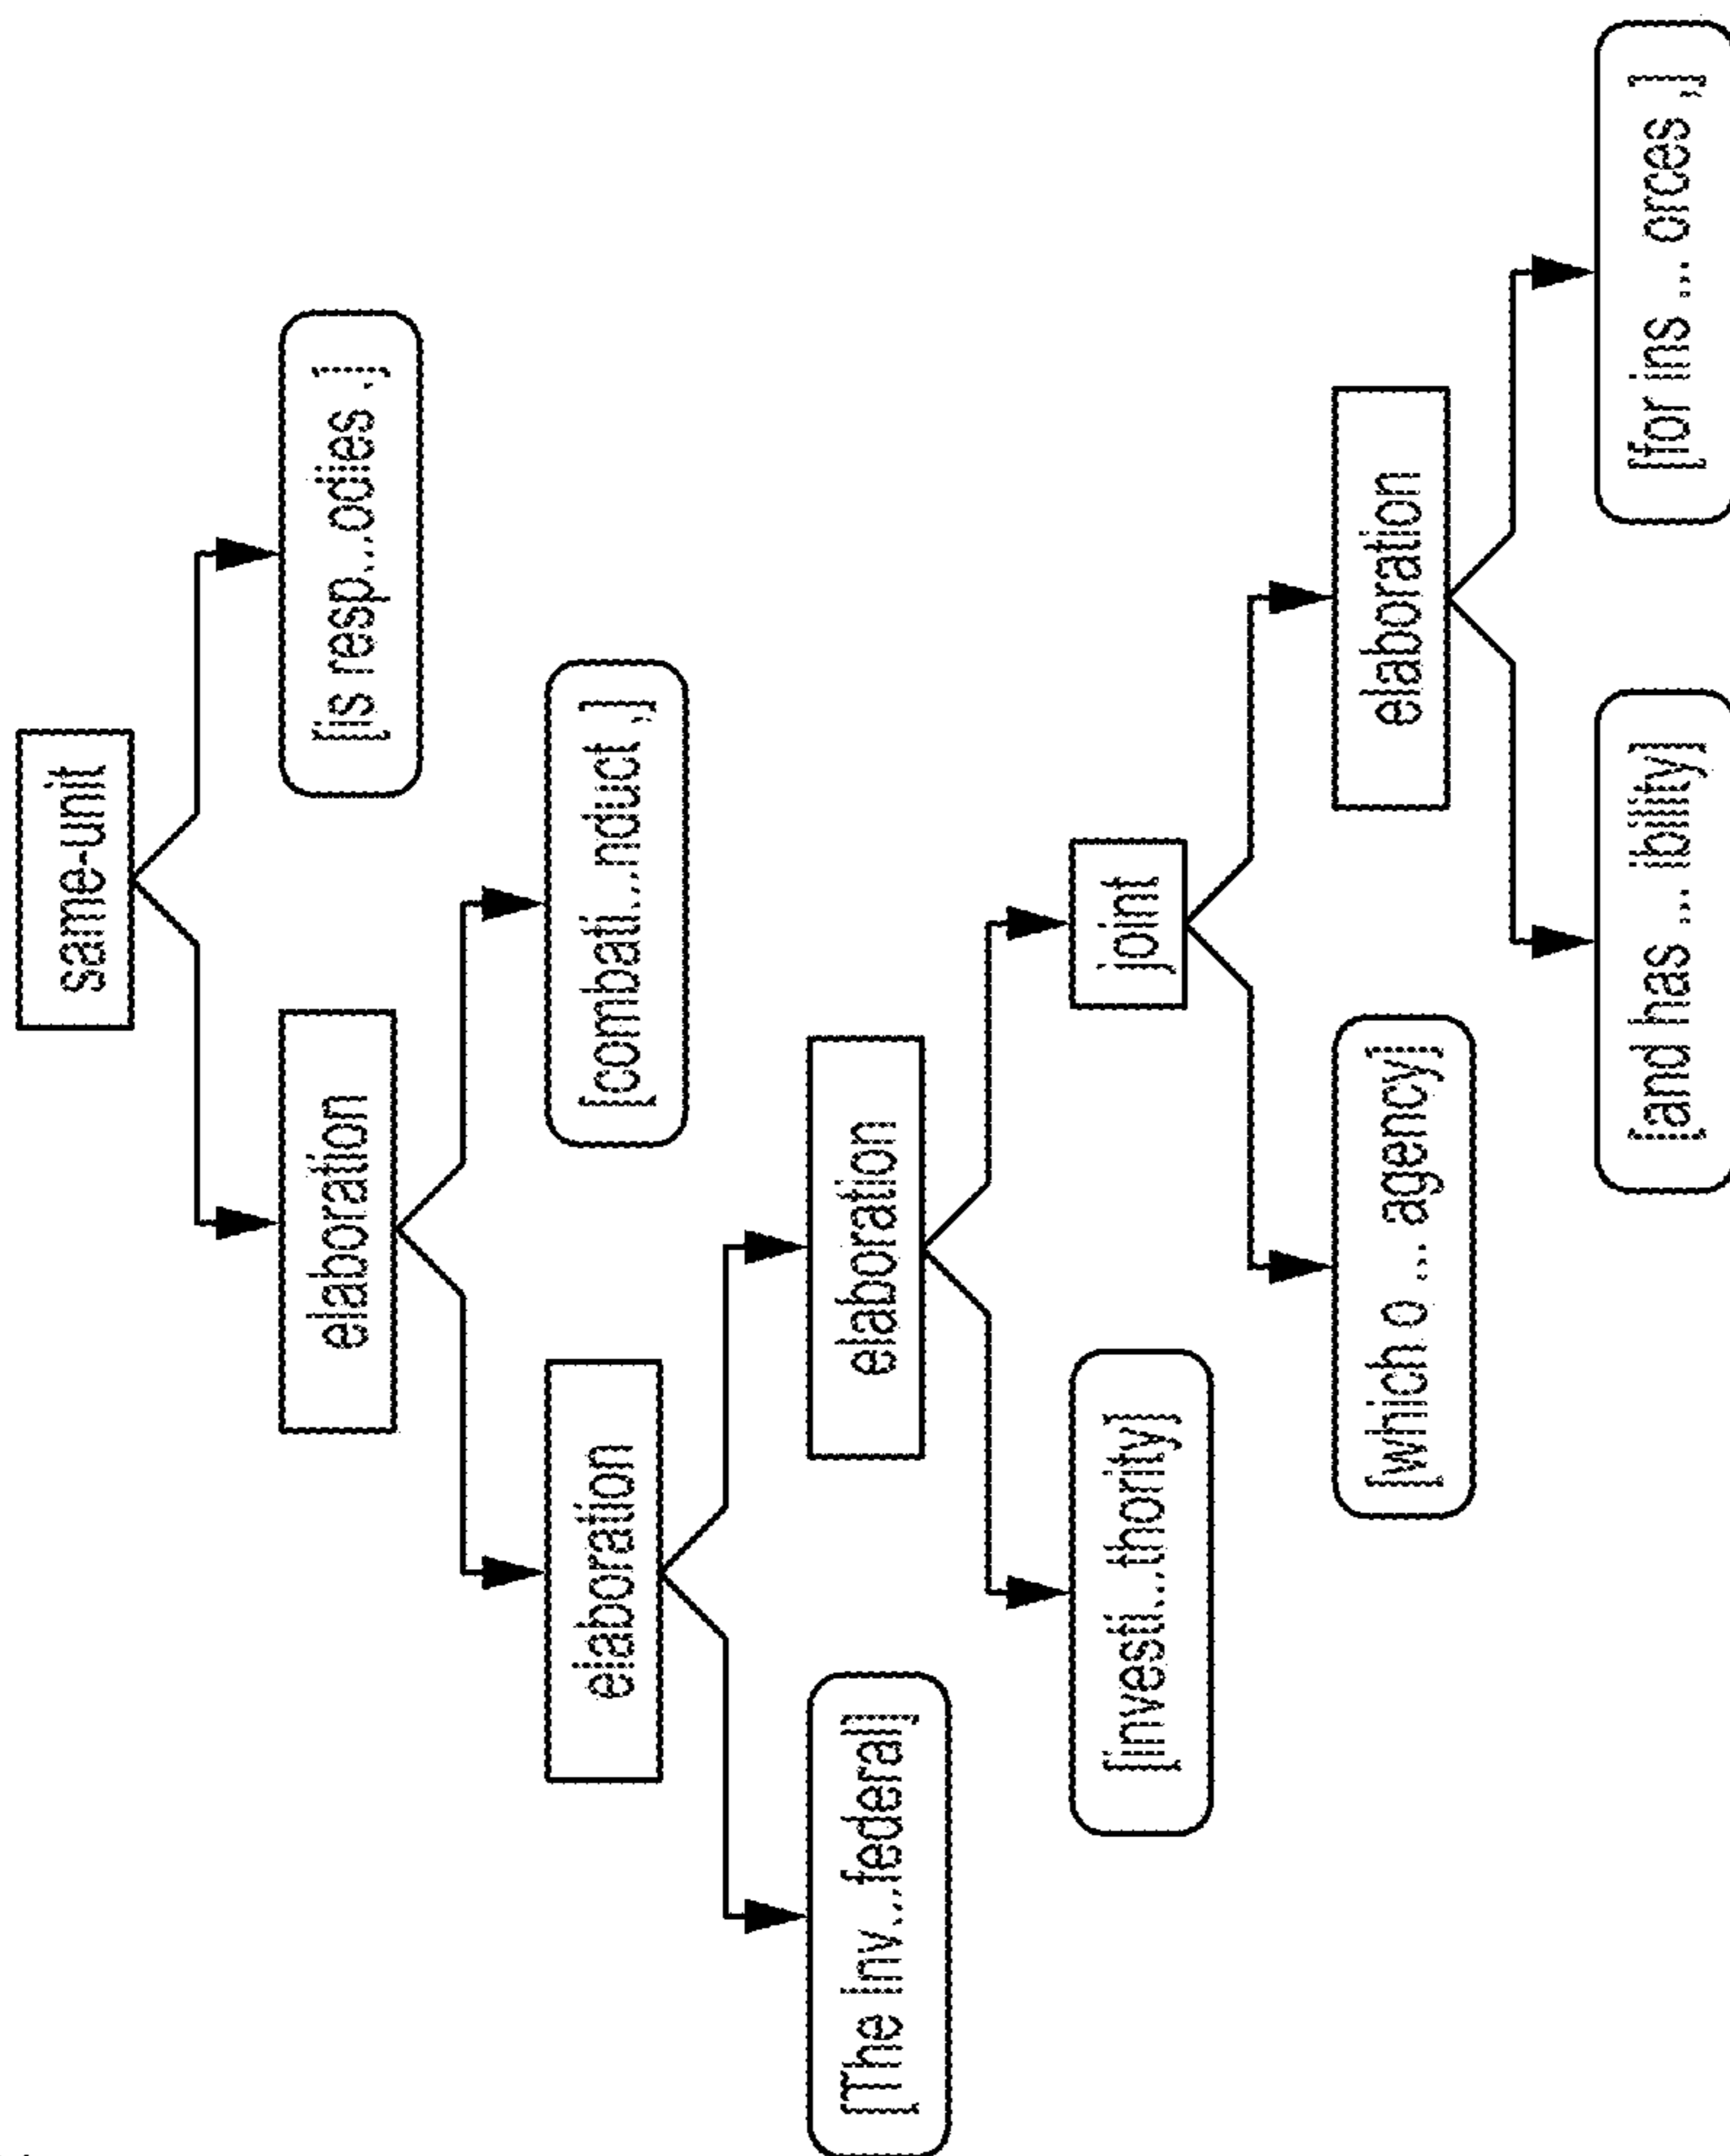 same-unit
elaboration
[is resp...odies .]
elaboration
[combati...nduct ,]
[The Inv...federal]
elaboration
[investi...thority]
joint
[which o ... agency]
elaboration
[and has ... ibility]
[for ins ... orces ,]